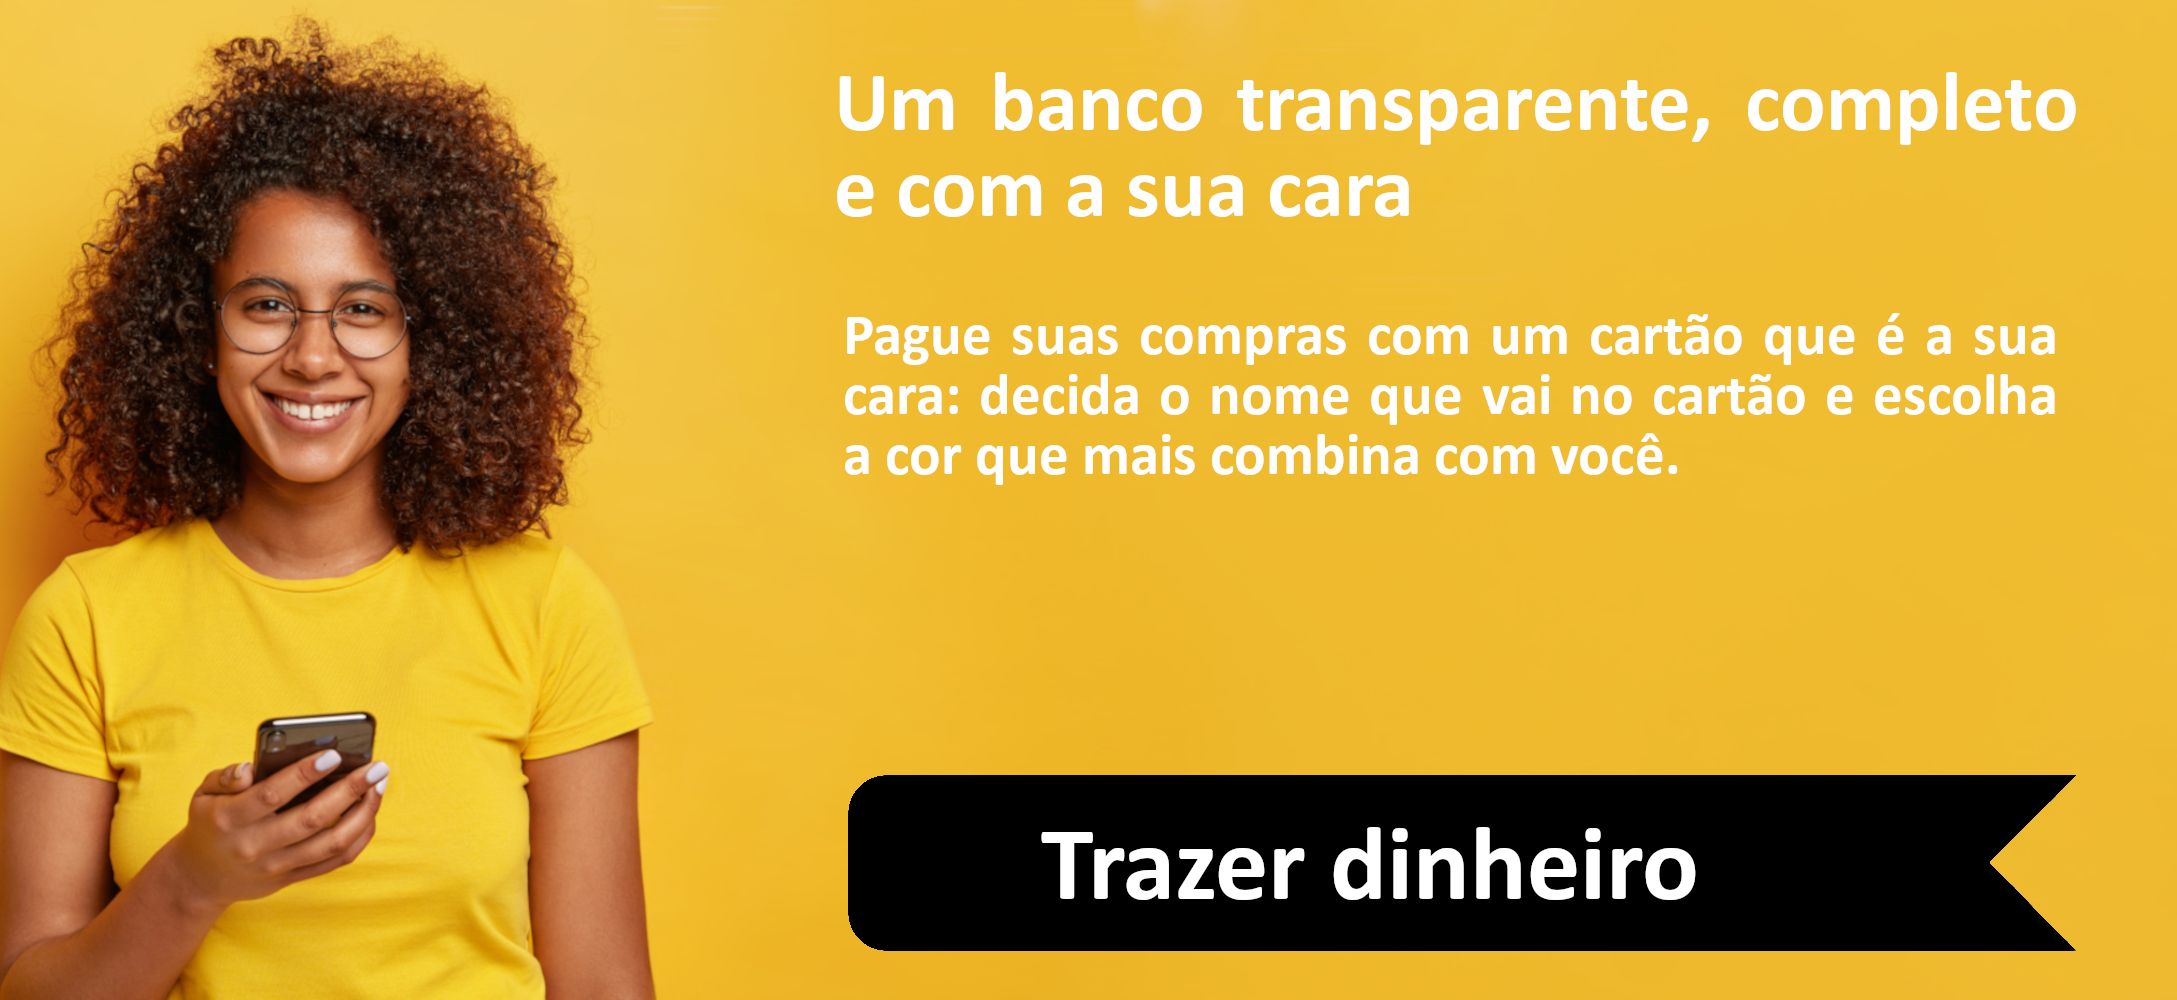 Um banco transparente, completo
e com a sua cara
Pague suas compras com um cartão que é a sua
cara: decida o nome que vai no cartão e escolha
a cor que mais combina com você.
Trazer dinheiro